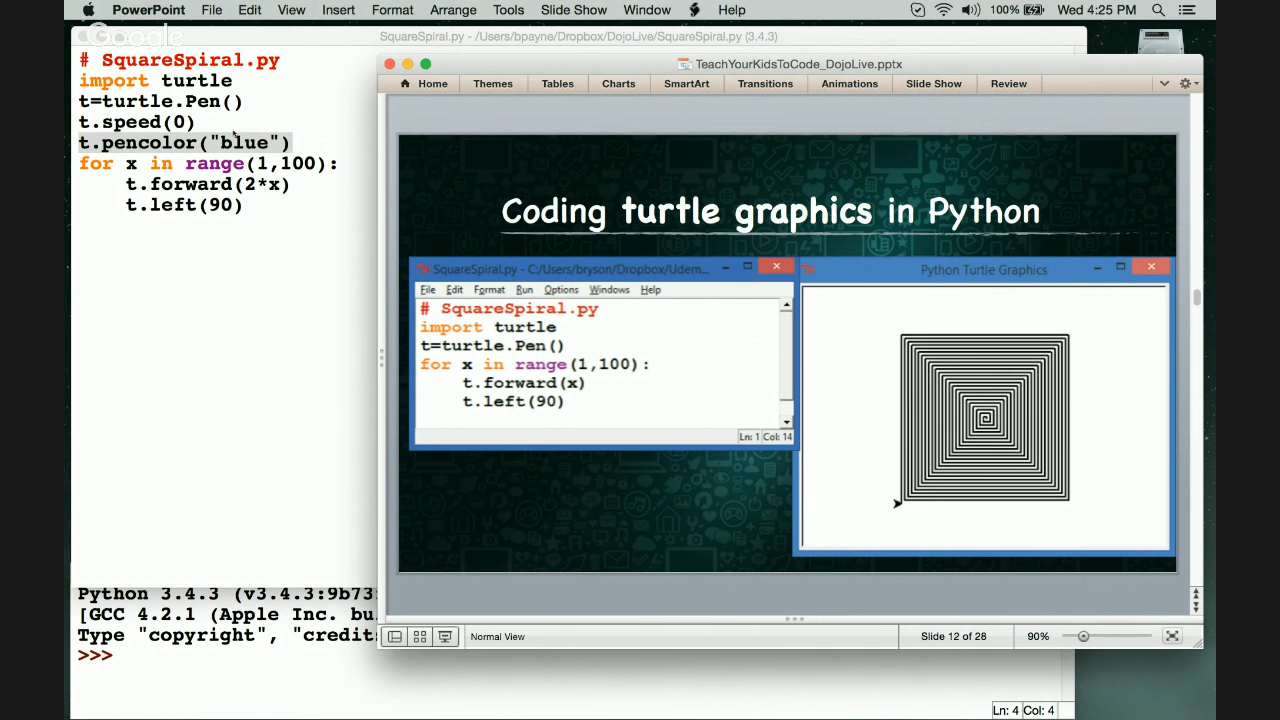 PowerPoint File Edit View Insert Format Arrange Tools Slide Show Window Help 100% Wed 4:25 PM
Google
SquareSpiral.py - /Users/bpayne/Dropbox/DojoLive/SquareSpiral.py (3.4.3)
# SquareSpiral.py
import turtle
t=turtle.Pen()
t.speed(0)
t.pencolor("blue")
for x in range(1,100):
t.forward(2*x)
t.left(90)
TeachYourKidsToCode_DojoLive.pptx
Home Themes Tables Charts SmartArt Transitions Animations Slide Show Review
Coding turtle graphics in Python
SquareSpiral.py - C:/Users/bryson/Dropbox/Udem...
File Edit Format Run Options Windows Help
# SquareSpiral.py
import turtle
t=turtle.Pen()
for x in range(1,100):
t.forward(x)
t.left(90)
Ln: 1 Col: 14
Python Turtle Graphics
Normal View Slide 12 of 28 90%
Python 3.4.3 (v3.4.3:9b73
[GCC 4.2.1 (Apple Inc. bu
Type "copyright", "credits
>>>
Ln: 4 Col: 4